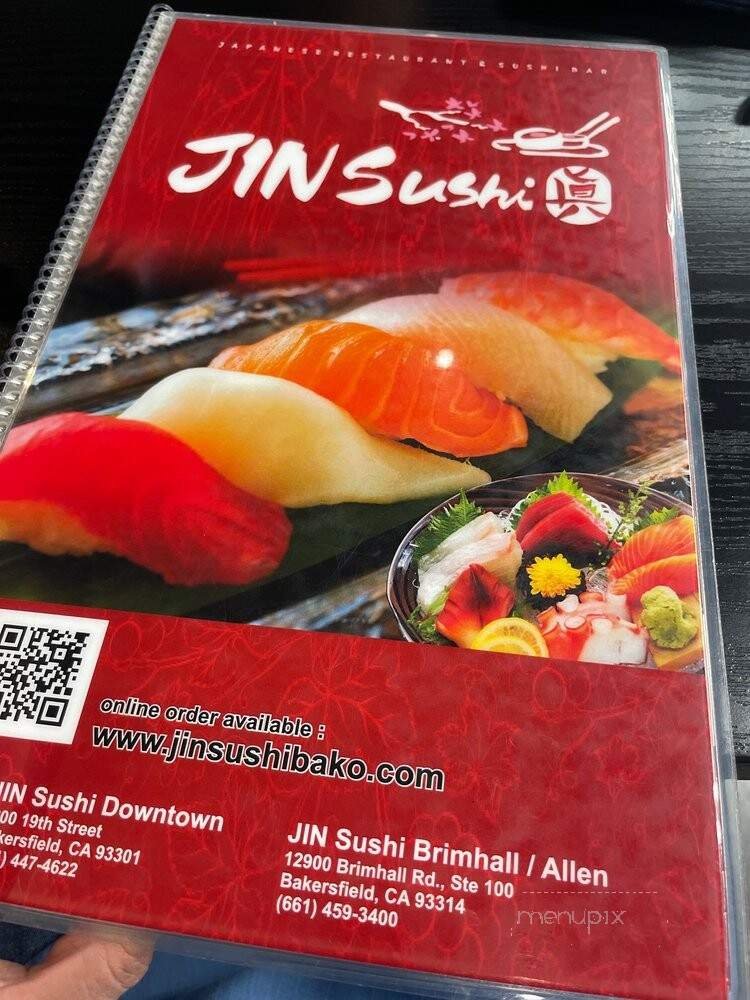 JAPANESE RESTAURANT & SUSHI BAR
JIN Sushi 眞
online order available :
www.jinsushibako.com
JIN Sushi Downtown
00 19th Street
kersfield, CA 93301
) 447-4622
JIN Sushi Brimhall / Allen
12900 Brimhall Rd., Ste 100
Bakersfield, CA 93314
(661) 459-3400
menupix